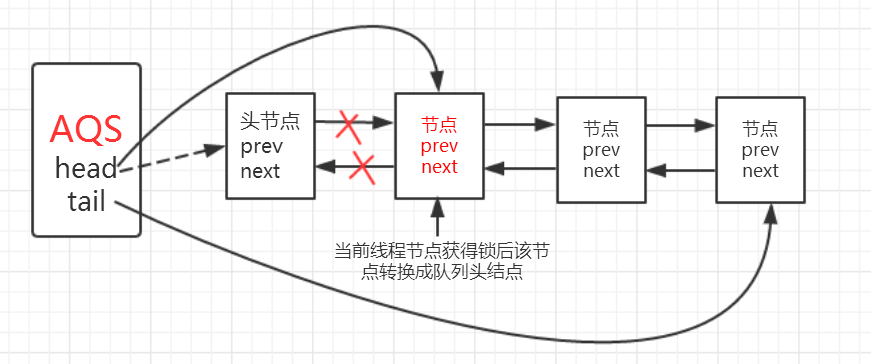 AQS
head
tail
头节点
prev
next
节点
prev
next
节点
prev
next
节点
prev
next
当前线程节点获得锁后该节
点转换成队列头结点